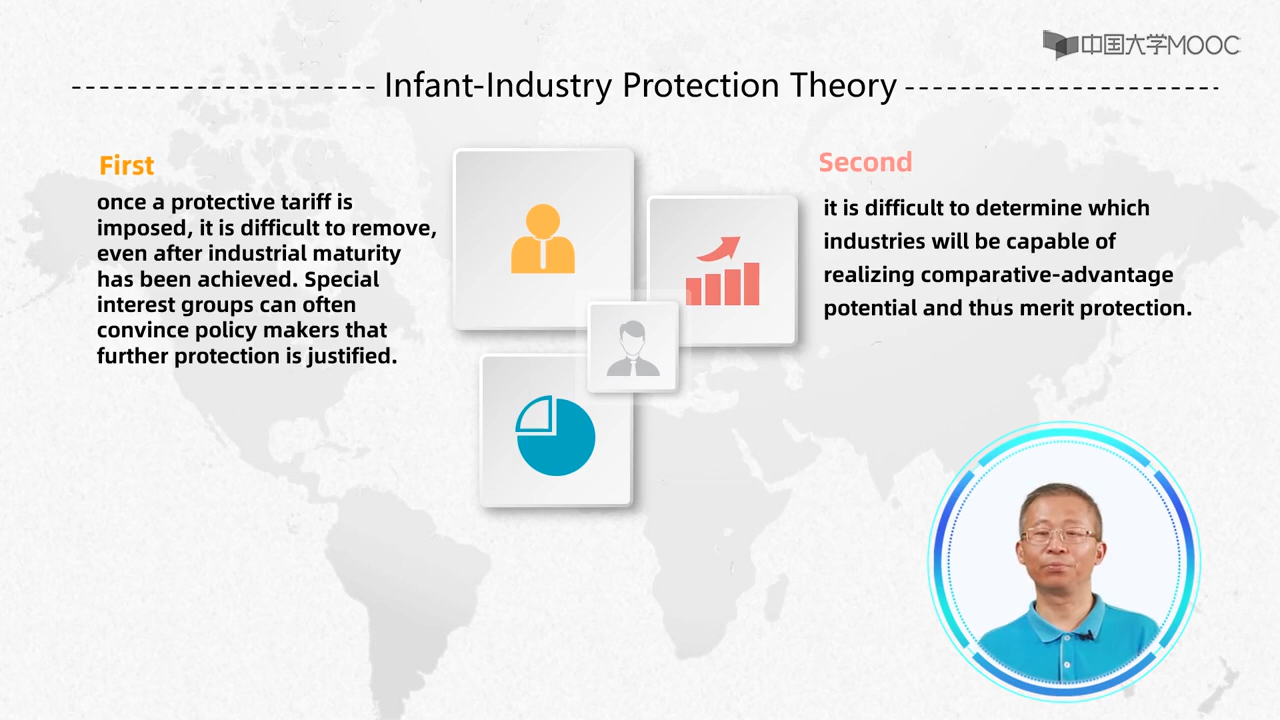 中国大学MOOC
Infant-Industry Protection Theory
First
once a protective tariff is
imposed, it is difficult to remove,
even after industrial maturity
has been achieved. Special
interest groups can often
convince policy makers that
further protection is justified.
Second
it is difficult to determine which
industries will be capable of
realizing comparative-advantage
potential and thus merit protection.